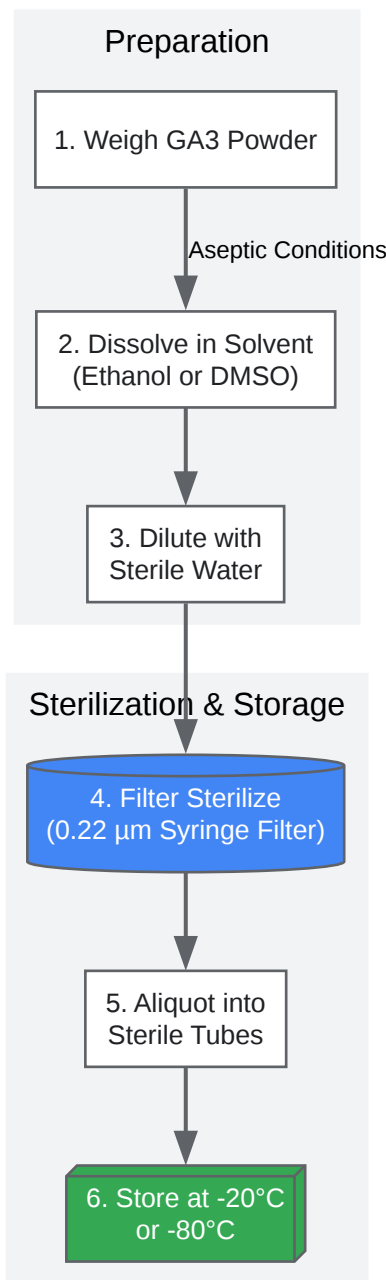 Preparation
1. Weigh GA3 Powder
Aseptic Conditions
2. Dissolve in Solvent
(Ethanol or DMSO)
3. Dilute with
Sterile Water
Sterilization & Storage
4. Filter Sterilize
(0.22 µm Syringe Filter)
5. Aliquot into
Sterile Tubes
6. Store at -20°C
or -80°C